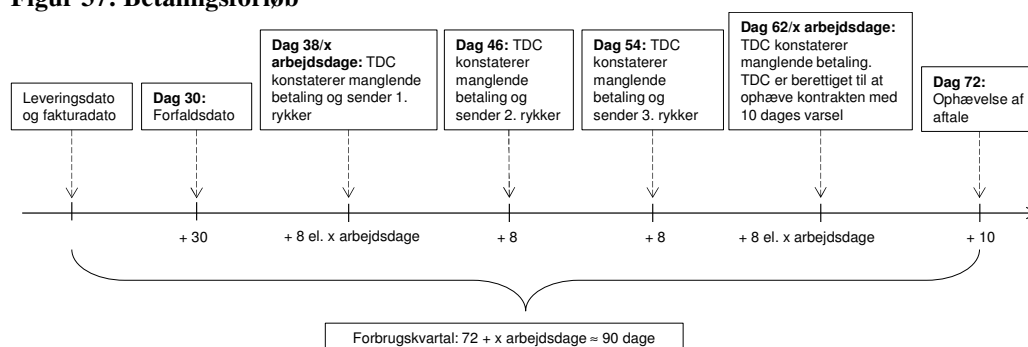 Figur 37: Betalingsforløb
Leveringsdato
og fakturadato
Dag 30:
Forfaldsdato
Dag 38/x
arbejdsdage: TDC
konstaterer manglende
betaling og sender 1.
rykker
Dag 46: TDC
konstaterer
manglende
betaling og
sender 2. rykker
Dag 54: TDC
konstaterer
manglende
betaling og
sender 3. rykker
Dag 62/x arbejdsdage:
TDC konstaterer
manglende betaling.
TDC er berettiget til at
ophæve kontrakten med
10 dages varsel
Dag 72:
Ophævelse af
aftale
+ 30
+ 8 el. x arbejdsdage
+ 8
+ 8
+ 8 el. x arbejdsdage
+ 10
Forbrugskvartal: 72 + x arbejdsdage ≈ 90 dage